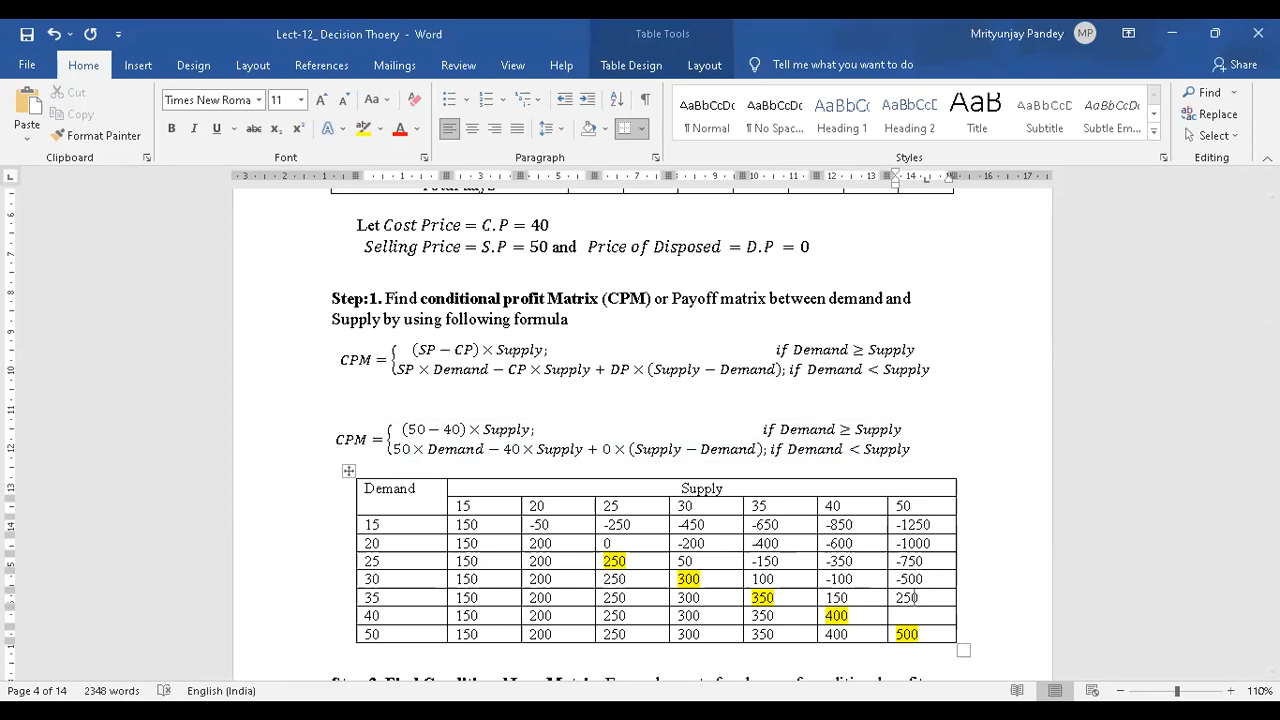 Lect-12_ Decision Thoery - Word
Table Tools
Mrityunjay Pandey
MP
File Home Insert Design Layout References Mailings Review View Help Table Design Layout Tell me what you want to do Share
Paste
Cut
Copy
Format Painter
Clipboard
Times New Roma 11
Font
Paragraph
AaBbCcDc AaBbCcDc AaBbCc AaBbCcD AaB AaBbCcD AaBbCcDc
¶ Normal ¶ No Spac... Heading 1 Heading 2 Title Subtitle Subtle Em...
Styles
Find
Replace
Select
Editing
Let Cost Price = C.P = 40
Selling Price = S.P = 50 and Price of Disposed = D.P = 0
Step:1. Find conditional profit Matrix (CPM) or Payoff matrix between demand and
Supply by using following formula
CPM = { (SP − CP) × Supply; if Demand ≥ Supply
SP × Demand − CP × Supply + DP × (Supply − Demand); if Demand < Supply
CPM = { (50 − 40) × Supply; if Demand ≥ Supply
50 × Demand − 40 × Supply + 0 × (Supply − Demand); if Demand < Supply
Demand Supply
15 20 25 30 35 40 50
15 150 -50 -250 -450 -650 -850 -1250
20 150 200 0 -200 -400 -600 -1000
25 150 200 250 50 -150 -350 -750
30 150 200 250 300 100 -100 -500
35 150 200 250 300 350 150 250
40 150 200 250 300 350 400
50 150 200 250 300 350 400 500
Page 4 of 14 2348 words English (India) 110%